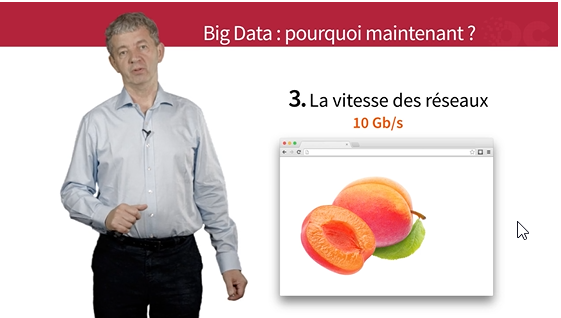 Big Data : pourquoi maintenant ?
3. La vitesse des réseaux
10 Gb/s